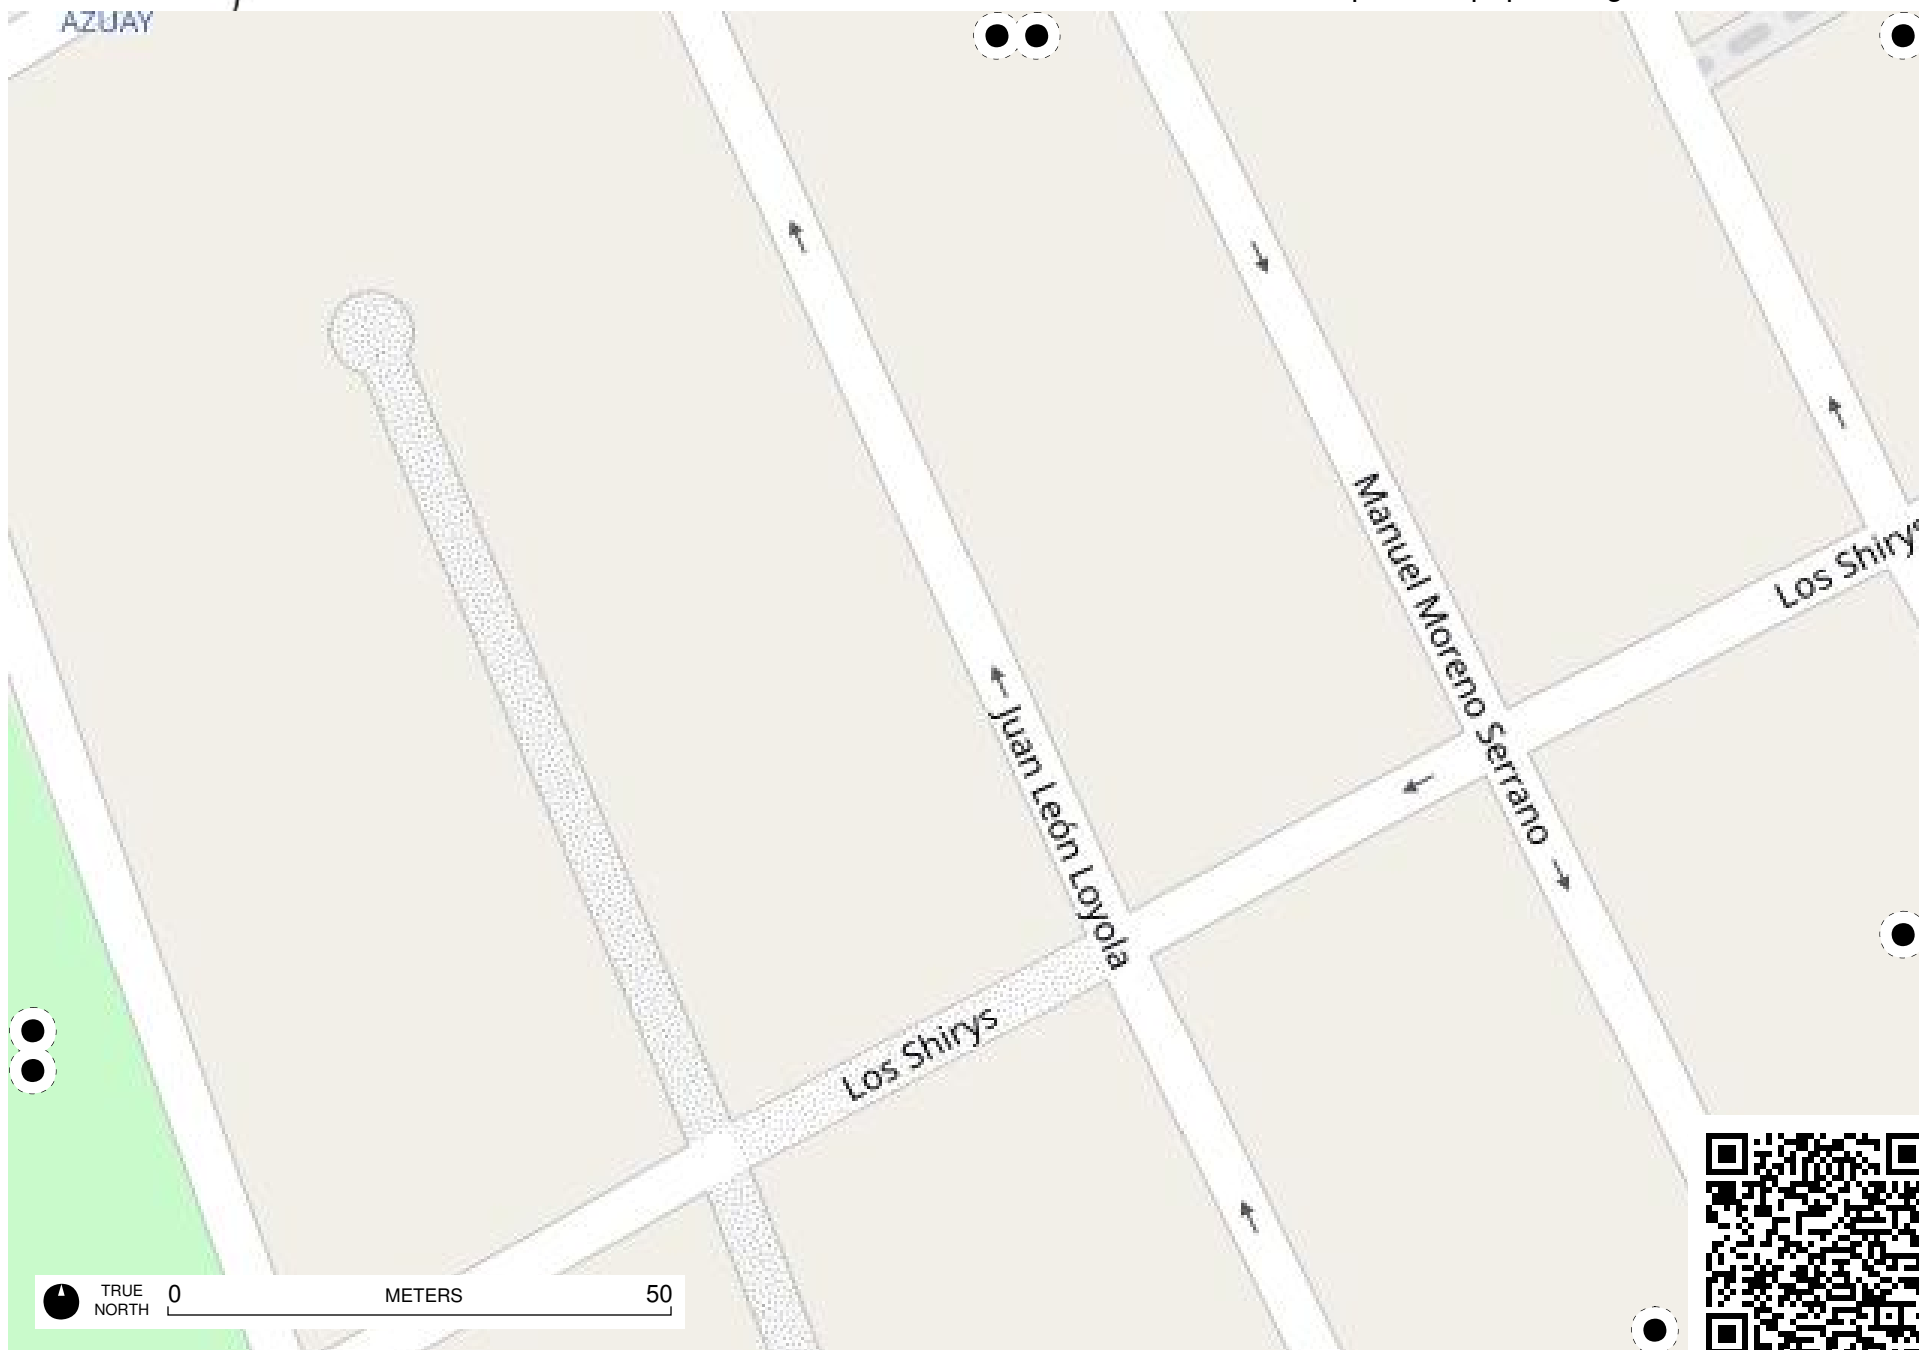 AZUAY
Manuel Moreno Serrano
Los Shirys
Juan León Loyola
Los Shirys
TRUE NORTH
0 METERS 50